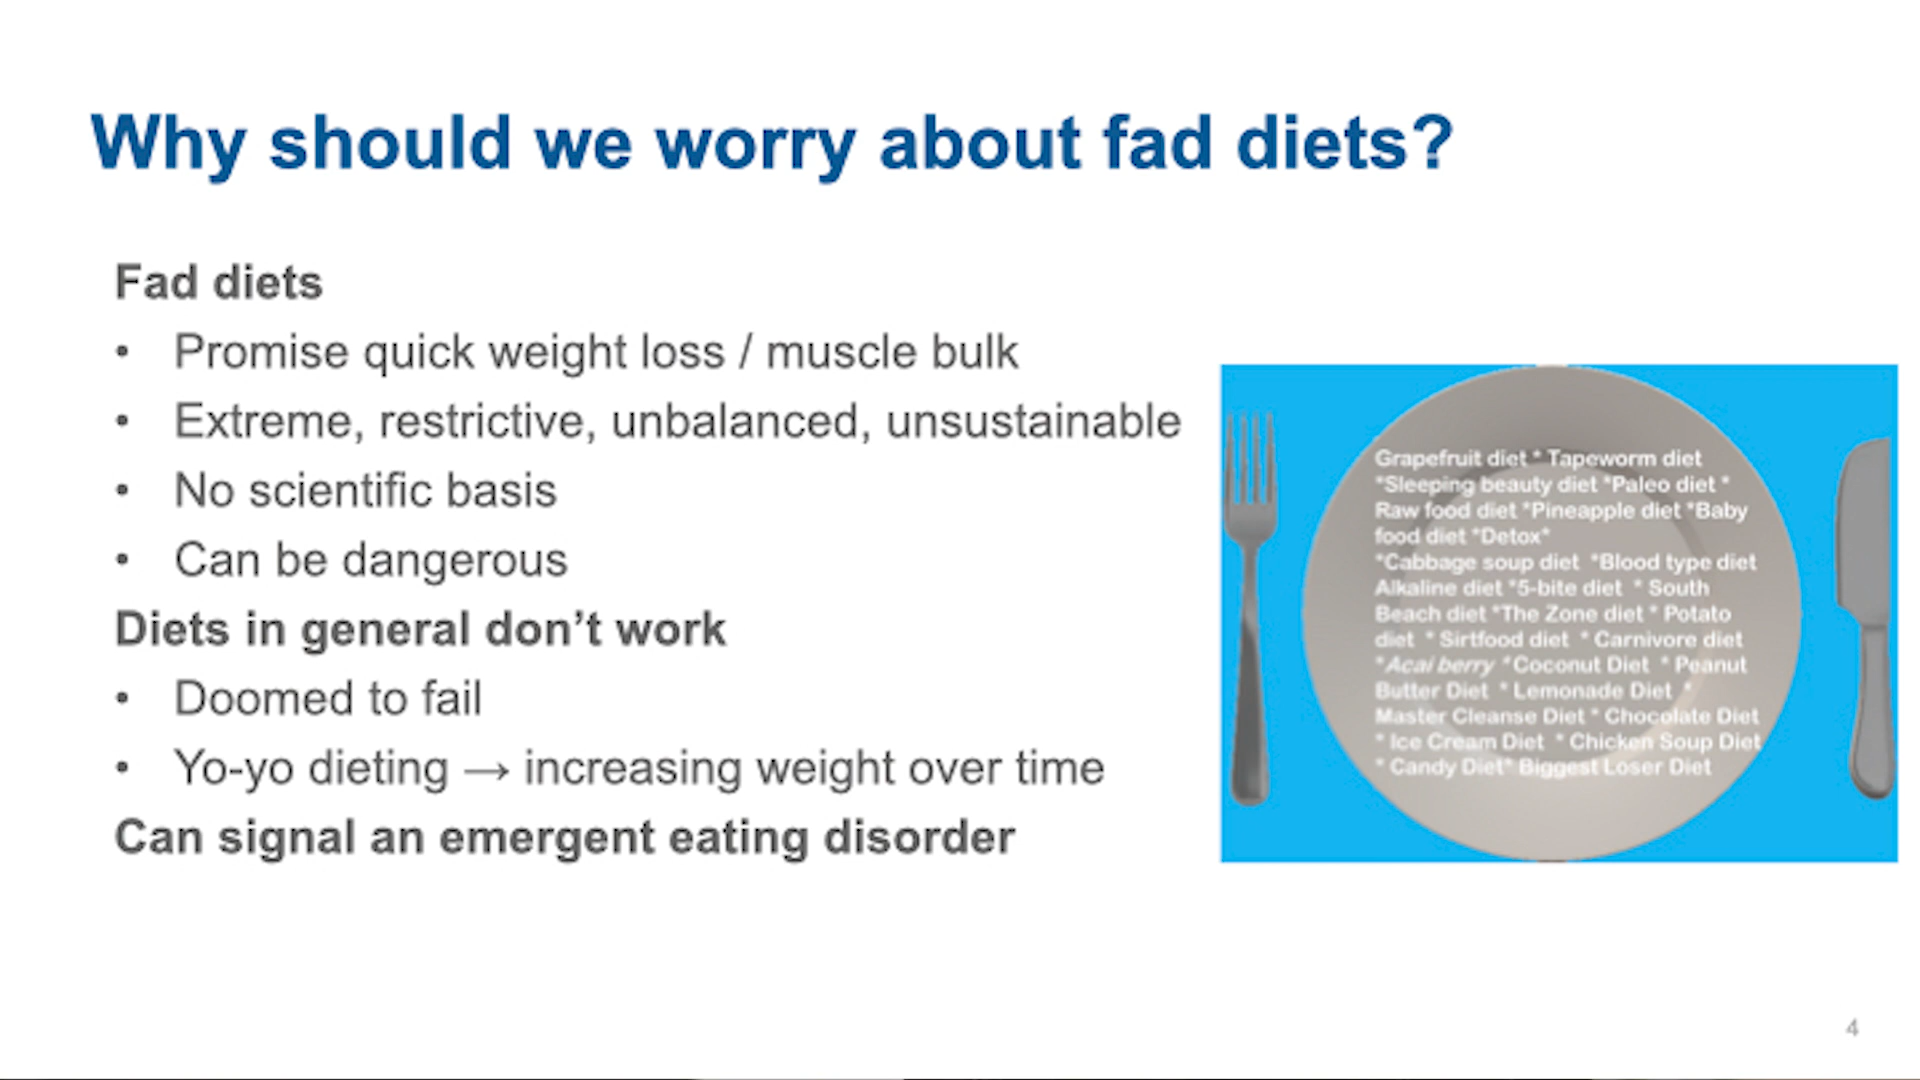 Why should we worry about fad diets?
Fad diets
• Promise quick weight loss / muscle bulk
• Extreme, restrictive, unbalanced, unsustainable
• No scientific basis
• Can be dangerous
Diets in general don’t work
• Doomed to fail
• Yo-yo dieting → increasing weight over time
Can signal an emergent eating disorder
Grapefruit diet * Tapeworm diet
*Sleeping beauty diet *Paleo diet *
Raw food diet *Pineapple diet *Baby
food diet *Detox*
*Cabbage soup diet *Blood type diet
Alkaline diet *5-bite diet * South
Beach diet *The Zone diet * Potato
diet * Sirtfood diet * Carnivore diet
*Acai berry *Coconut Diet * Peanut
Butter Diet * Lemonade Diet *
Master Cleanse Diet * Chocolate Diet
* Ice Cream Diet * Chicken Soup Diet
* Candy Diet* Biggest Loser Diet
4